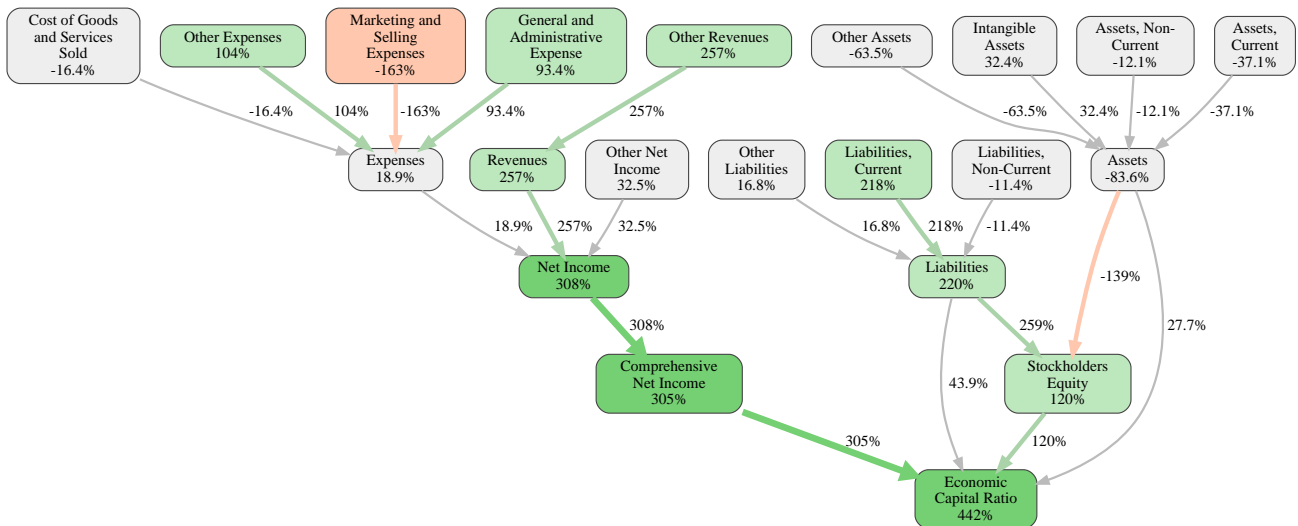 Cost of Goods
and Services
Sold
-16.4%
Other Expenses
104%
Marketing and
Selling
Expenses
-163%
General and
Administrative
Expense
93.4%
Other Revenues
257%
Other Assets
-63.5%
Intangible
Assets
32.4%
Assets, Non-
Current
-12.1%
Assets,
Current
-37.1%
-16.4%
104%
-163%
93.4%
257%
-63.5%
32.4%
-12.1%
-37.1%
Expenses
18.9%
Revenues
257%
Other Net
Income
32.5%
Other
Liabilities
16.8%
Liabilities,
Current
218%
Liabilities,
Non-Current
-11.4%
Assets
-83.6%
18.9%
257%
32.5%
16.8%
218%
-11.4%
Net Income
308%
Liabilities
220%
-139%
308%
259%
27.7%
Comprehensive
Net Income
305%
43.9%
Stockholders
Equity
120%
305%
120%
Economic
Capital Ratio
442%